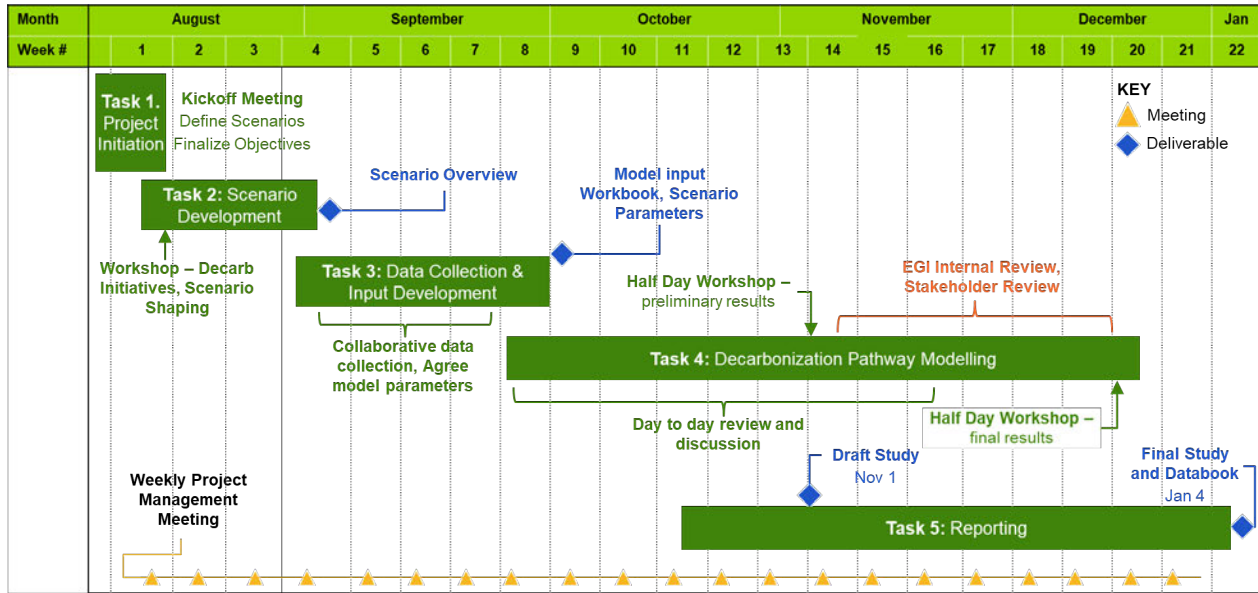 Month August September October November December Jan
Week # 1 2 3 4 5 6 7 8 9 10 11 12 13 14 15 16 17 18 19 20 21 22
Task 1.
Project
Initiation
Kickoff Meeting
Define Scenarios
Finalize Objectives
KEY
Meeting
Deliverable
Task 2: Scenario
Development
Scenario Overview
Model input
Workbook, Scenario
Parameters
Workshop – Decarb
Initiatives, Scenario
Shaping
Task 3: Data Collection &
Input Development
Half Day Workshop –
preliminary results
EGI Internal Review,
Stakeholder Review
Collaborative data
collection, Agree
model parameters
Task 4: Decarbonization Pathway Modelling
Day to day review and
discussion
Half Day Workshop –
final results
Draft Study
Nov 1
Final Study
and Databook
Jan 4
Weekly Project
Management
Meeting
Task 5: Reporting